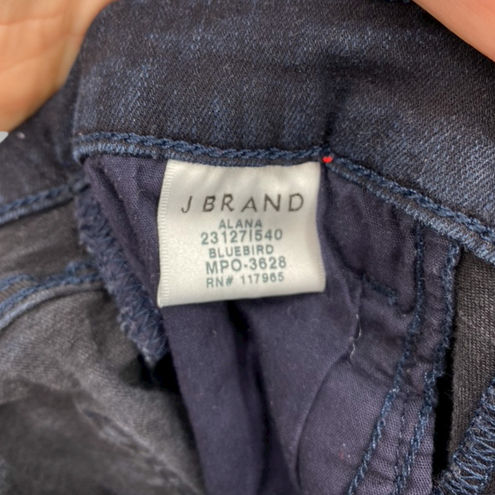 J BRAND
ALANA
23127I540
BLUEBIRD
MPO-3628
RN# 117965